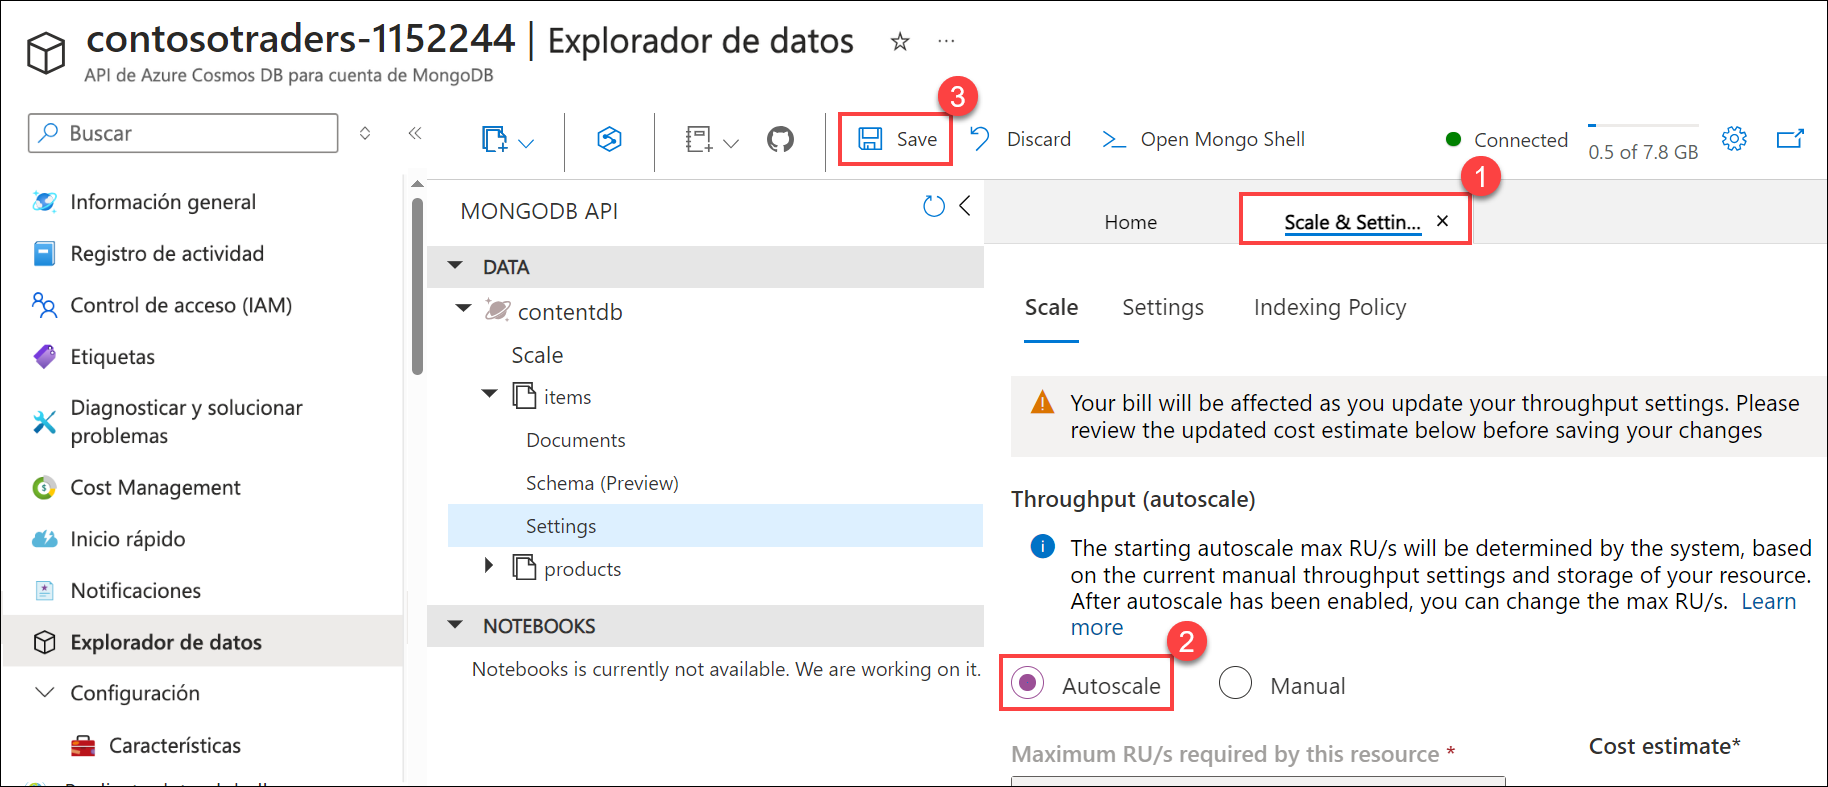 contosotraders-1152244 | Explorador de datos
API de Azure Cosmos DB para cuenta de MongoDB
Buscar
Save
3
Discard
Open Mongo Shell
Connected
0.5 of 7.8 GB
Información general
Registro de actividad
Control de acceso (IAM)
Etiquetas
Diagnosticar y solucionar
problemas
Cost Management
Inicio rápido
Notificaciones
Explorador de datos
Configuración
Características
MONGODB API
DATA
contentdb
Scale
items
Documents
Schema (Preview)
Settings
products
NOTEBOOKS
Notebooks is currently not available. We are working on it.
Home
Scale & Settin...
1
Scale
Settings
Indexing Policy
Your bill will be affected as you update your throughput settings. Please
review the updated cost estimate below before saving your changes
Throughput (autoscale)
The starting autoscale max RU/s will be determined by the system, based
on the current manual throughput settings and storage of your resource.
After autoscale has been enabled, you can change the max RU/s. Learn
more
2
Autoscale
Manual
Maximum RU/s required by this resource *
Cost estimate*